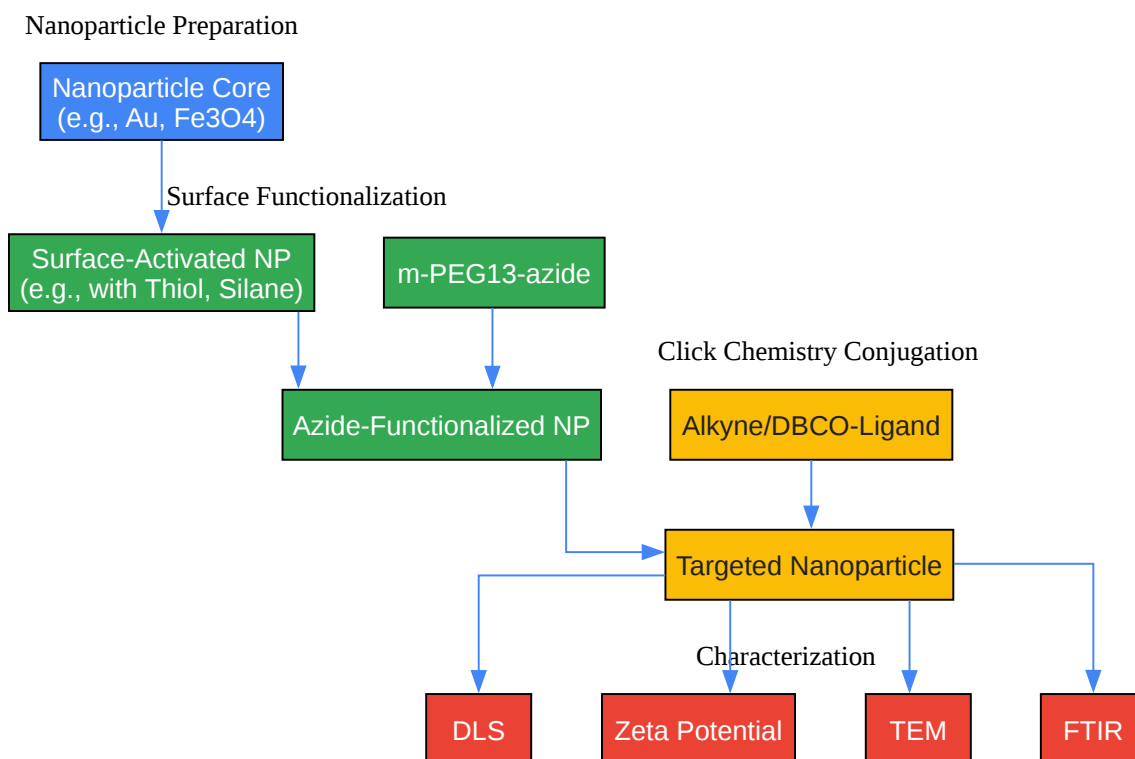 Nanoparticle Preparation
Nanoparticle Core
(e.g., Au, Fe3O4)
Surface Functionalization
Surface-Activated NP
(e.g., with Thiol, Silane)
m-PEG13-azide
Click Chemistry Conjugation
Azide-Functionalized NP
Alkyne/DBCO-Ligand
Targeted Nanoparticle
Characterization
DLS
Zeta Potential
TEM
FTIR